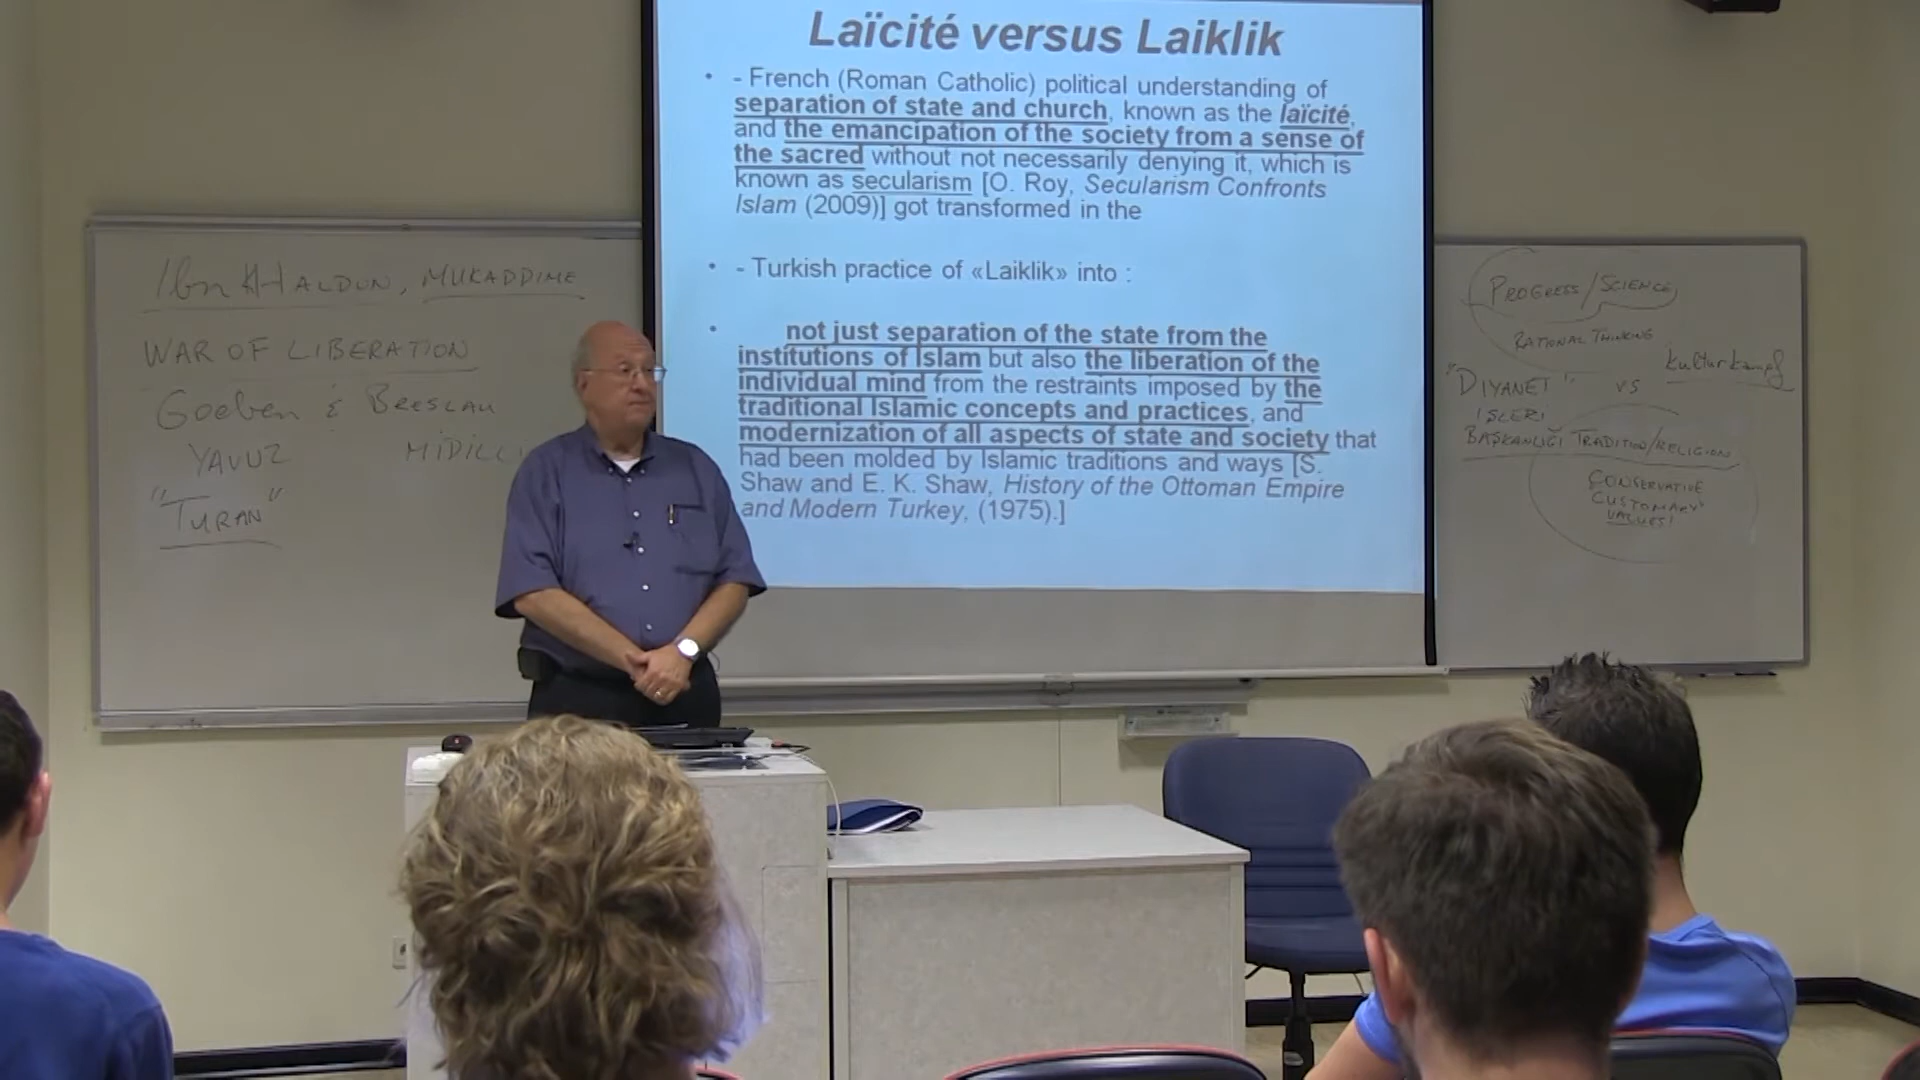 Laïcité versus Laiklik
• - French (Roman Catholic) political understanding of
separation of state and church, known as the laïcité,
and the emancipation of the society from a sense of
the sacred without not necessarily denying it, which is
known as secularism [O. Roy, Secularism Confronts
Islam (2009)] got transformed in the
• - Turkish practice of «Laiklik» into :
• not just separation of the state from the
institutions of Islam but also the liberation of the
individual mind from the restraints imposed by the
traditional Islamic concepts and practices, and
modernization of all aspects of state and society that
had been molded by Islamic traditions and ways [S.
Shaw and E. K. Shaw, History of the Ottoman Empire
and Modern Turkey, (1975).]
Ibn HALDUN, MUKADDIME
WAR OF LIBERATION
Goeben & BRESLAU
YAVUZ MİDİLLİ
"TURAN"
PROGRESS/SCIENCE
RATIONAL THINKING
Kulturkampf
"DIYANET" VS
İSLERİ
BAŞKANLIĞI TRADITION/RELIGION
CONSERVATIVE
CUSTOMARY
VALUES!